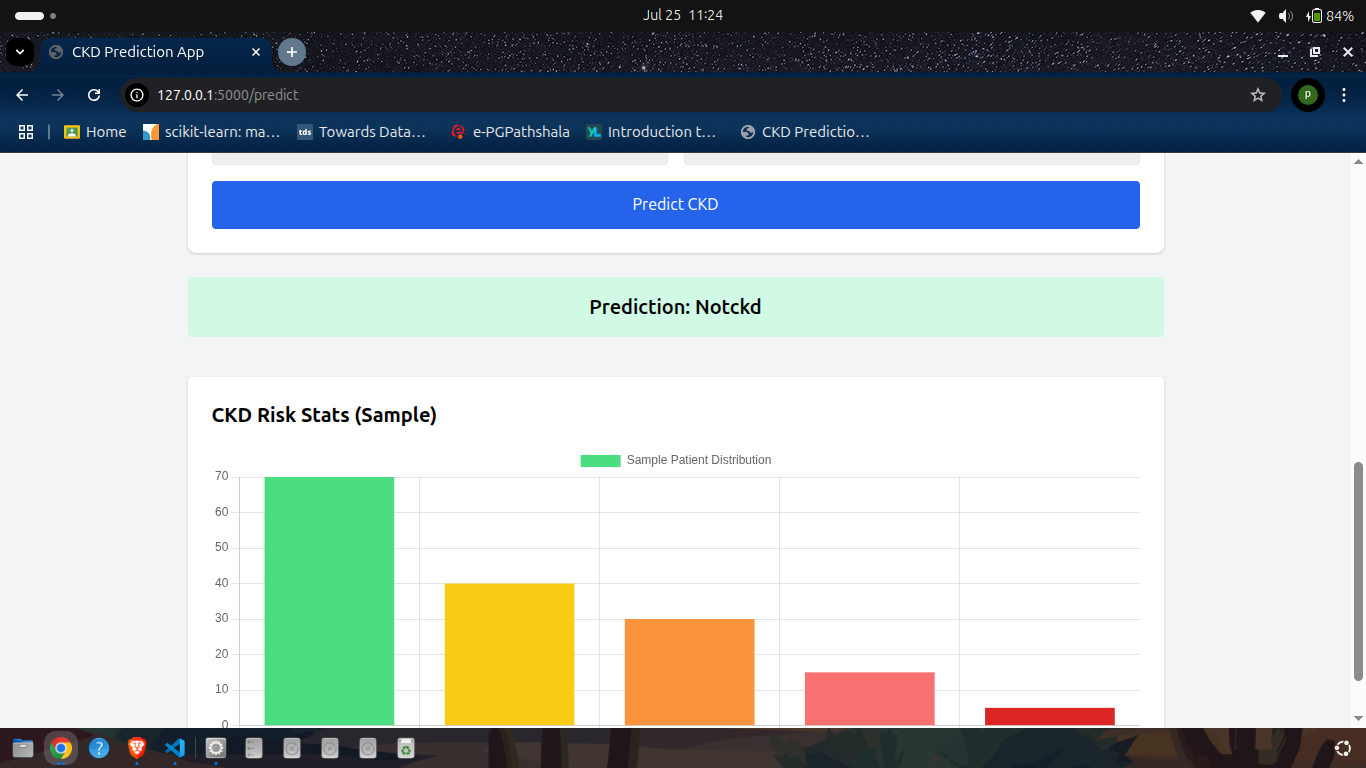 Jul 25 11:24
84%
CKD Prediction App
127.0.0.1:5000/predict
P
Home
scikit-learn: ma...
tds Towards Data...
e-PGPathshala
YL Introduction t...
CKD Predictio...
Predict CKD
Prediction: Notckd
CKD Risk Stats (Sample)
Sample Patient Distribution
70
60
50
40
30
20
10
0